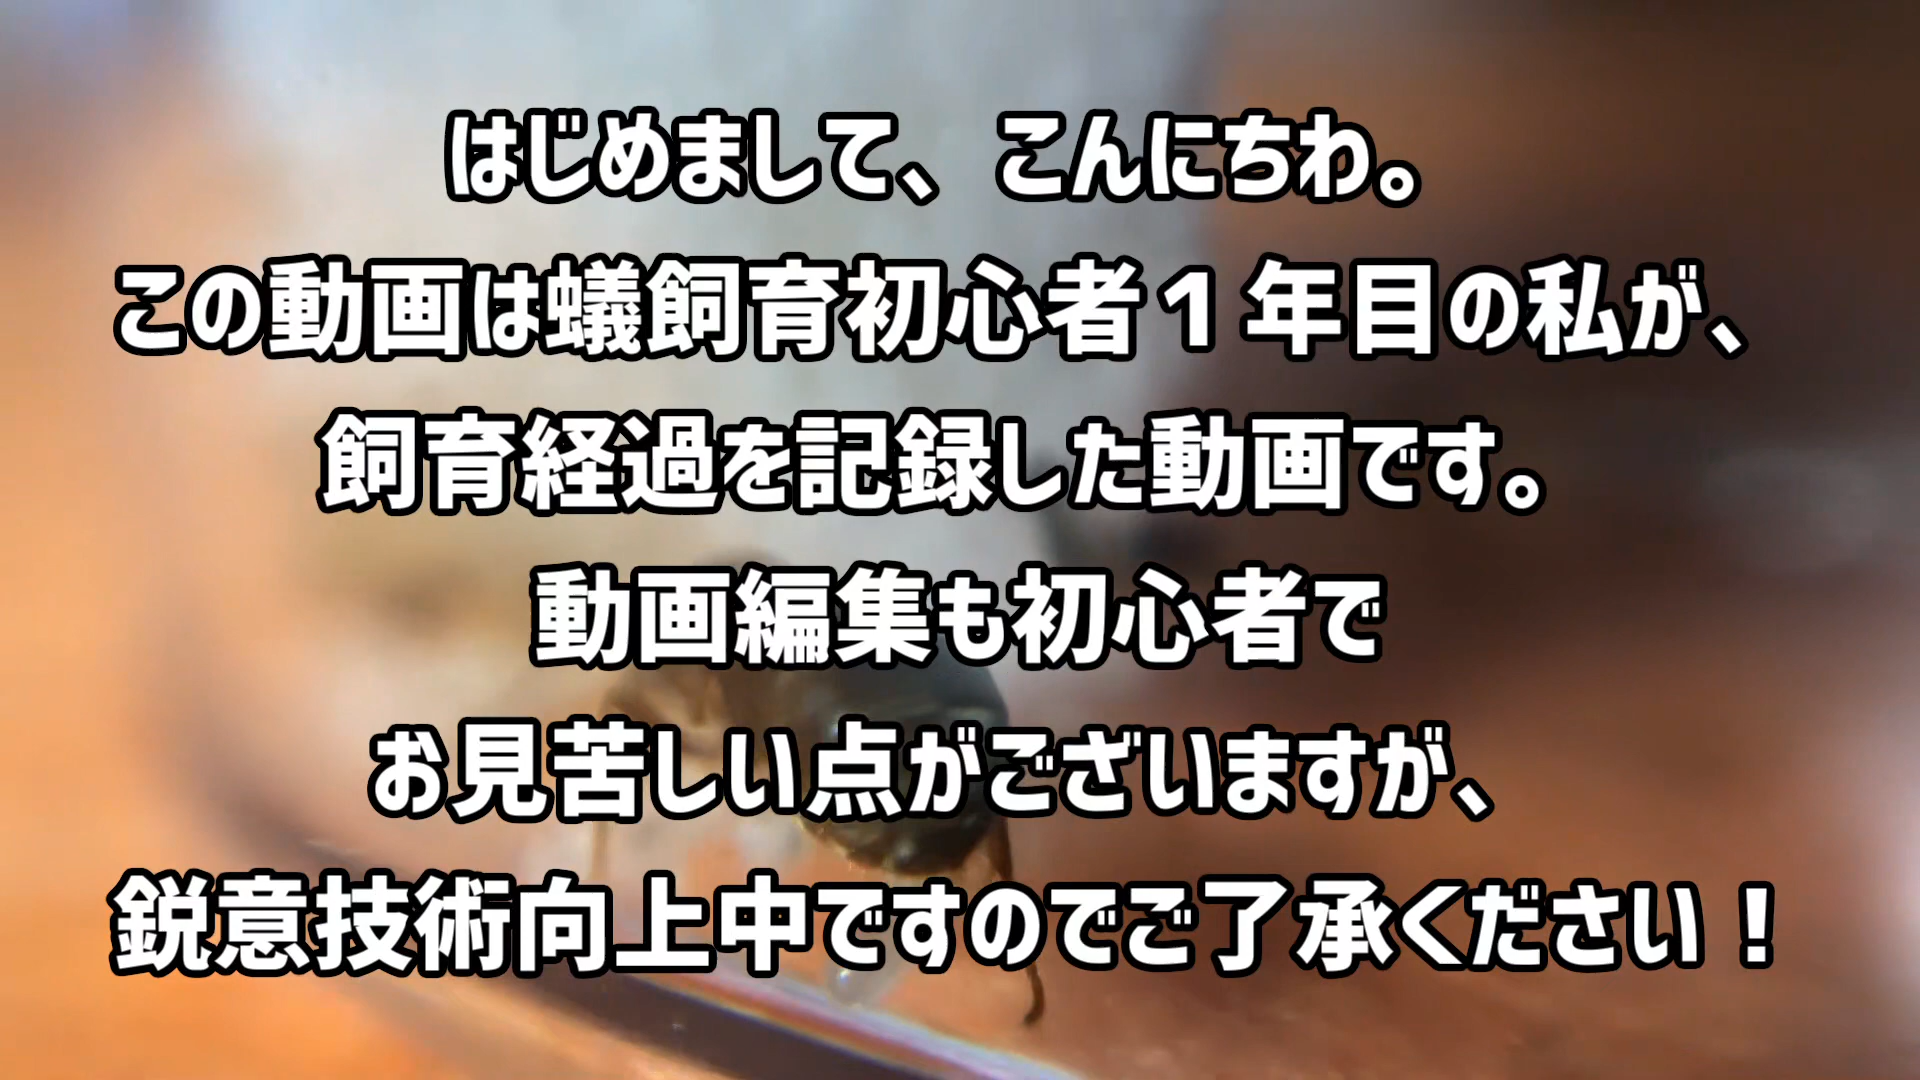 はじめまして、こんにちわ。
この動画は蟻飼育初心者１年目の私が、
飼育経過を記録した動画です。
動画編集も初心者で
お見苦しい点がございますが、
鋭意技術向上中ですのでご了承ください！